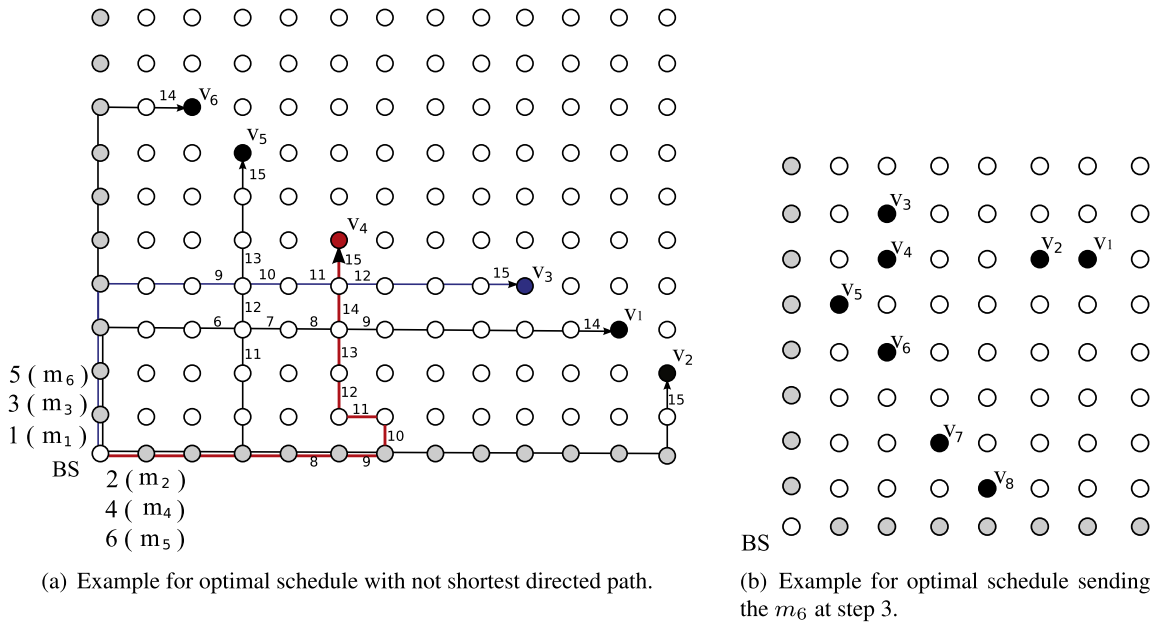 14 V6
V5
15
V4
13 15
9 10 11 12 15 V3
12 14
6 7 8 9 14 V1
11 13 V2
5 ( m6 ) 12 15
3 ( m3 ) 11
1 ( m1 ) 10
BS 8 9
2 ( m2 )
4 ( m4 )
6 ( m5 )
(a) Example for optimal schedule with not shortest directed path.
V3
V4 V2 V1
V5
V6
V7
V8
BS
(b) Example for optimal schedule sending
the m6 at step 3.